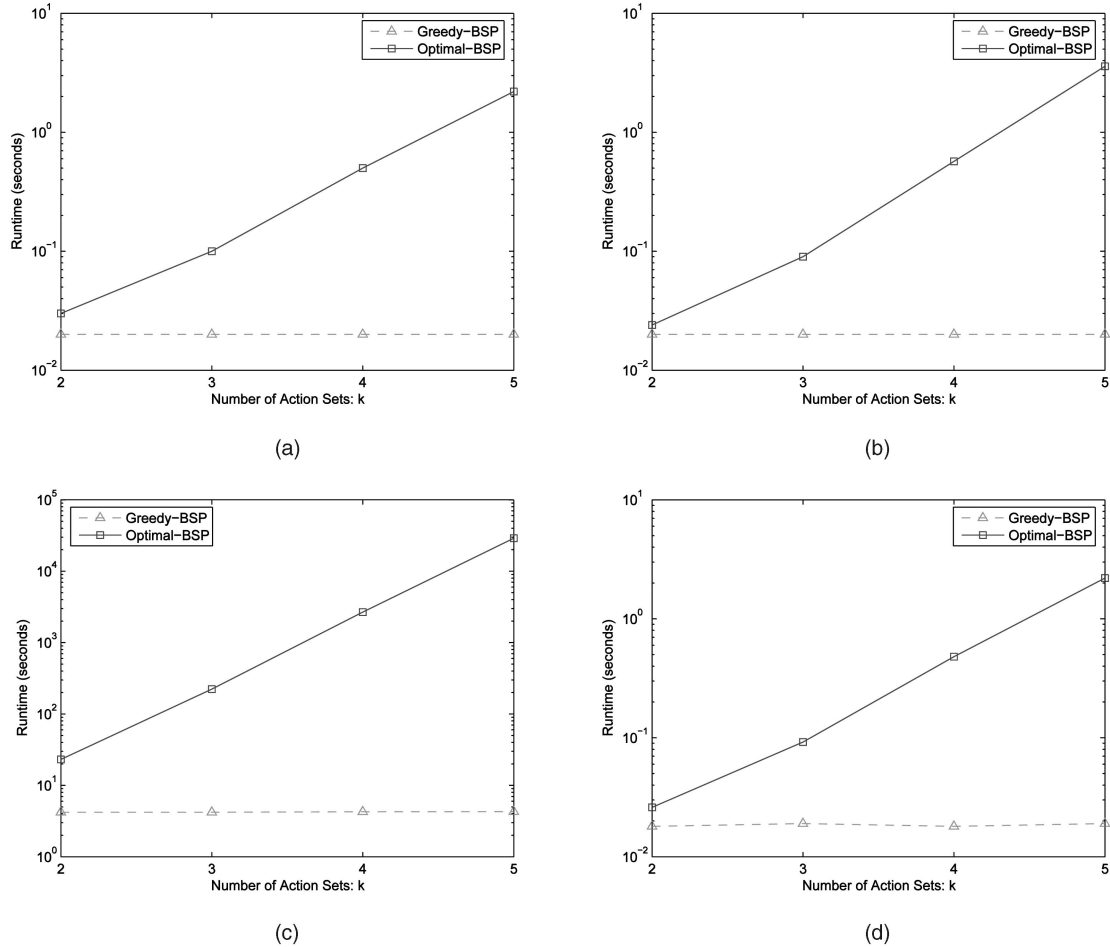 10^1
Greedy−BSP
Optimal−BSP
10^0
10^−1
10^−2
Runtime (seconds)
2 3 4 5
Number of Action Sets: k
(a)
10^1
Greedy−BSP
Optimal−BSP
10^0
10^−1
10^−2
Runtime (seconds)
2 3 4 5
Number of Action Sets: k
(b)
10^5
Greedy−BSP
Optimal−BSP
10^4
10^3
10^2
10^1
10^0
Runtime (seconds)
2 3 4 5
Number of Action Sets: k
(c)
10^1
Greedy−BSP
Optimal−BSP
10^0
10^−1
10^−2
Runtime (seconds)
2 3 4 5
Number of Action Sets: k
(d)